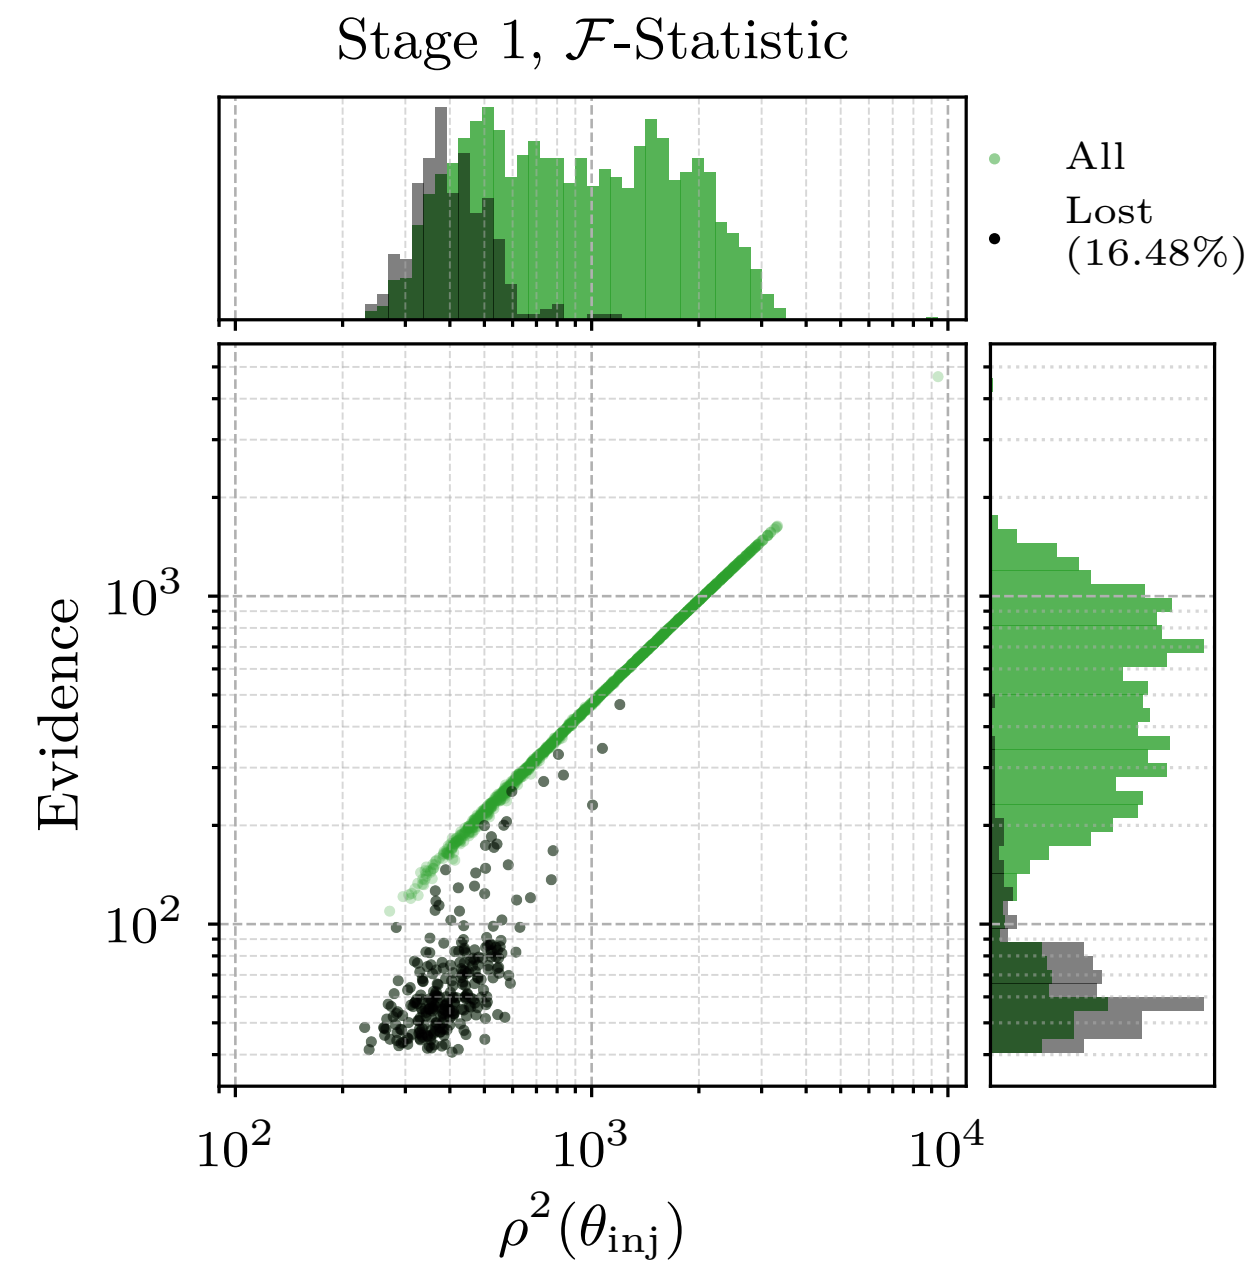 Stage 1, ℱ-Statistic
All
Lost
(16.48%)
Evidence
10³
10²
10²
10³
10⁴
ρ²(θ_inj)